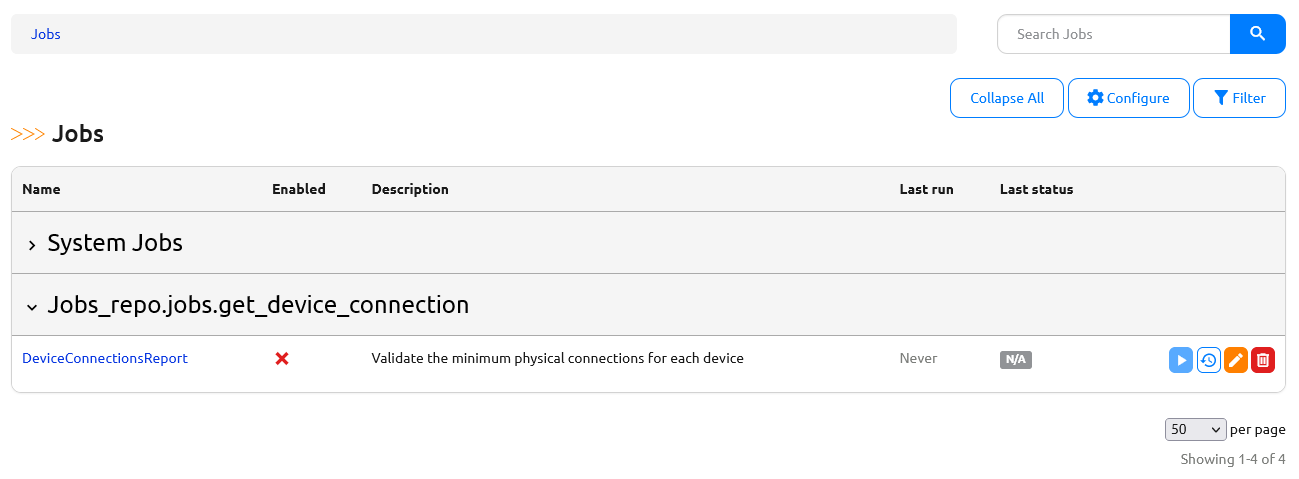 Jobs
Search Jobs
Collapse All
Configure
Filter
>>> Jobs
Name Enabled Description Last run Last status
System Jobs
Jobs_repo.jobs.get_device_connection
DeviceConnectionsReport Validate the minimum physical connections for each device Never N/A
50 per page
Showing 1-4 of 4